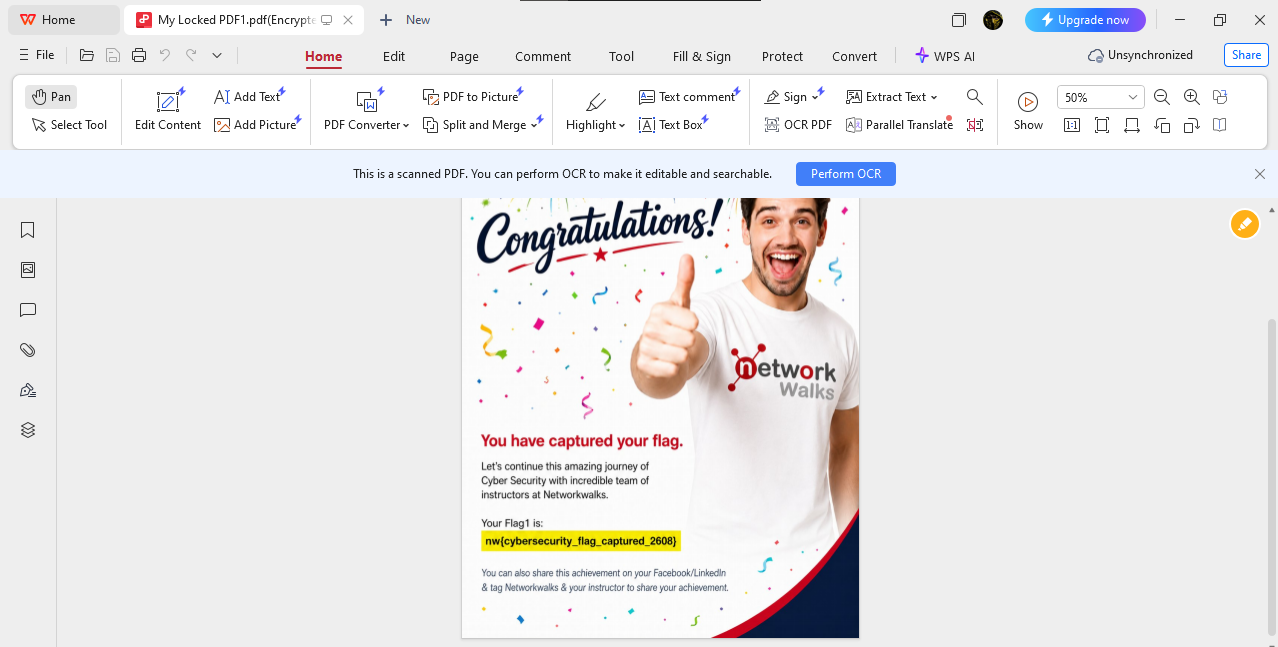 Home
My Locked PDF1.pdf(Encrypte
New
Upgrade now
File
Home
Edit
Page
Comment
Tool
Fill & Sign
Protect
Convert
WPS AI
Unsynchronized
Share
Pan
Select Tool
Edit Content
Add Text
Add Picture
PDF Converter
PDF to Picture
Split and Merge
Highlight
Text comment
Text Box
Sign
OCR PDF
Extract Text
Parallel Translate
Show
50%
1:1
This is a scanned PDF. You can perform OCR to make it editable and searchable.
Perform OCR
Congratulations!
network
Walks
You have captured your flag.
Let's continue this amazing journey of
Cyber Security with incredible team of
instructors at Networkwalks.
Your Flag1 is:
nw{cybersecurity_flag_captured_2608}
You can also share this achievement on your Facebook/LinkedIn
& tag Networkwalks & your instructor to share your achievement.